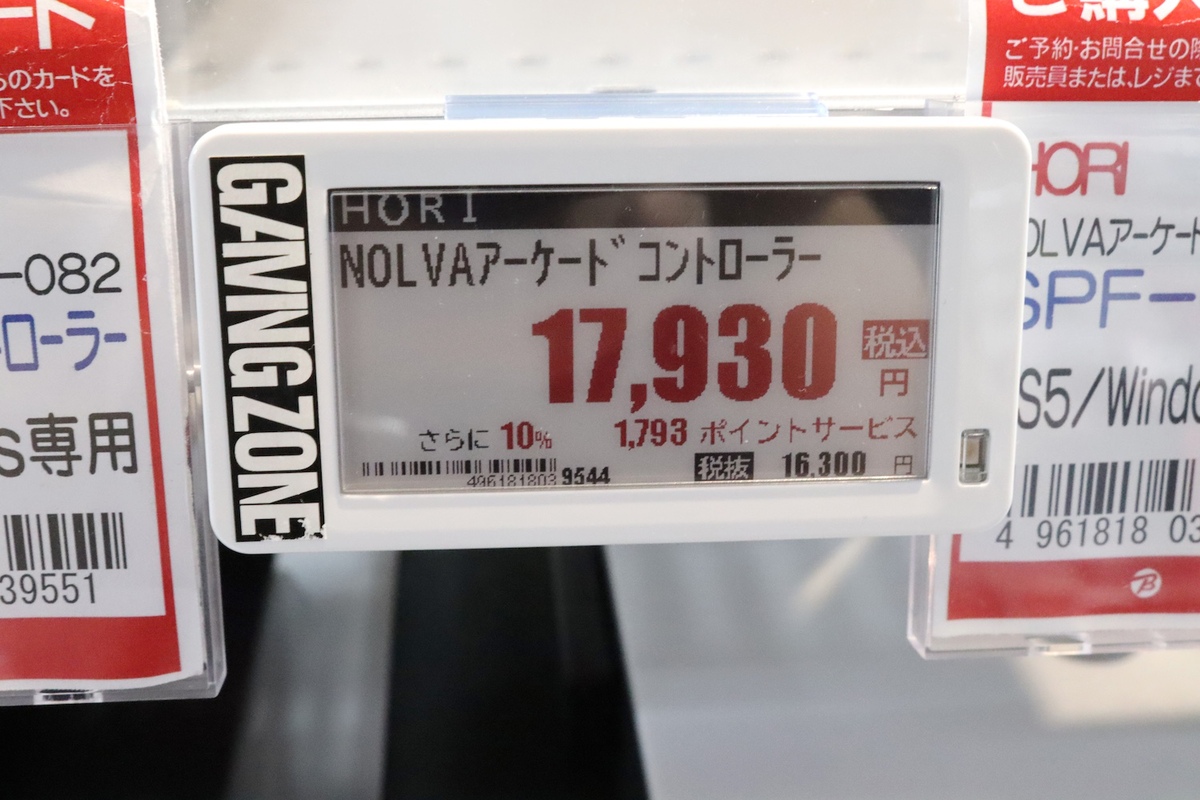 のカードを
下さい。
-082
ローラー
S専用
39551
GAMING ZONE
HORI
NOLVAアーケードコントローラー
17,930
税込
円
さらに 10% 1,793 ポイントサービス
496181803 9544
税抜 16,300 円
ご購入
ご予約・お問合せの際
販売員または、レジまで
HORI
OLVAアーケード
SPF-
S5/Windo
4 961818 03
B